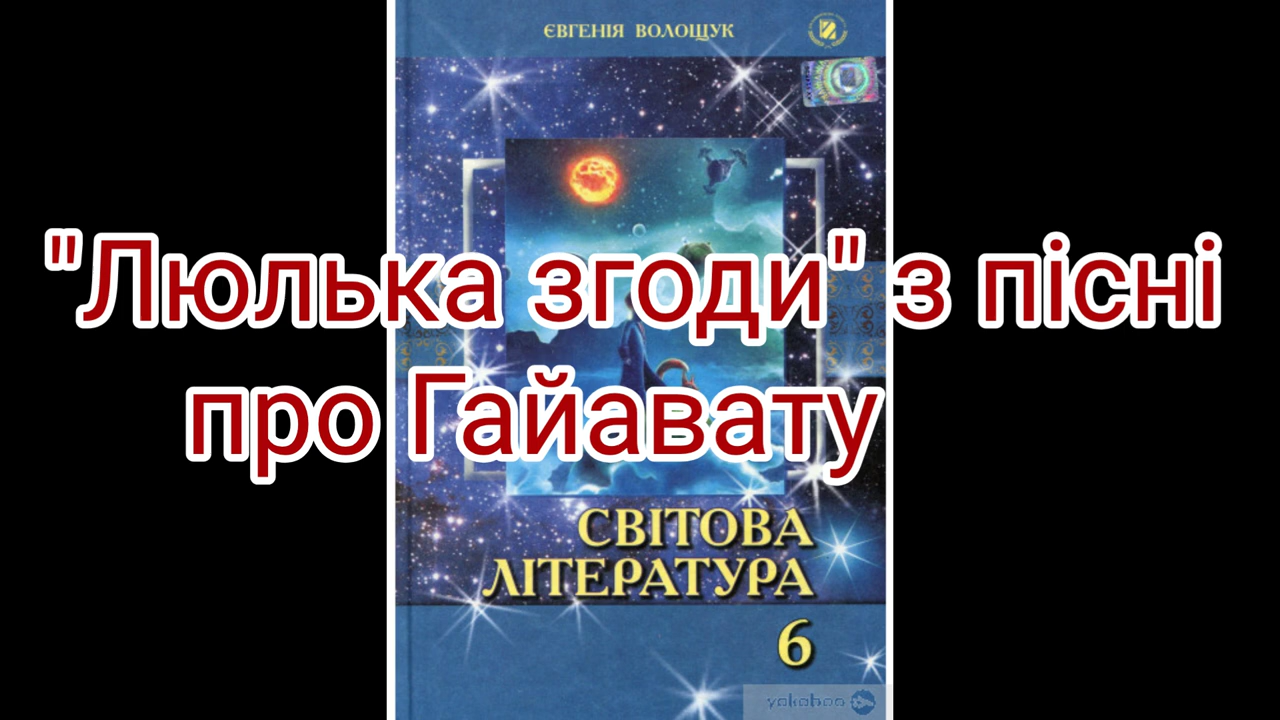 ЄВГЕНІЯ ВОЛОЩУК
"Люлька згоди" з пісні
про Гайавату
СВІТОВА
ЛІТЕРАТУРА
6
yakaboo